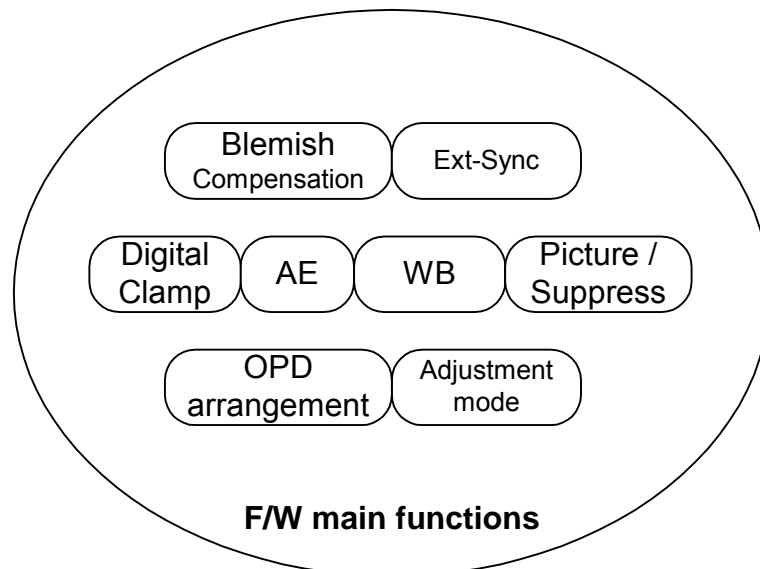 Blemish
Compensation
Ext-Sync
Digital
Clamp
AE
WB
Picture /
Suppress
OPD
arrangement
Adjustment
mode
F/W main functions